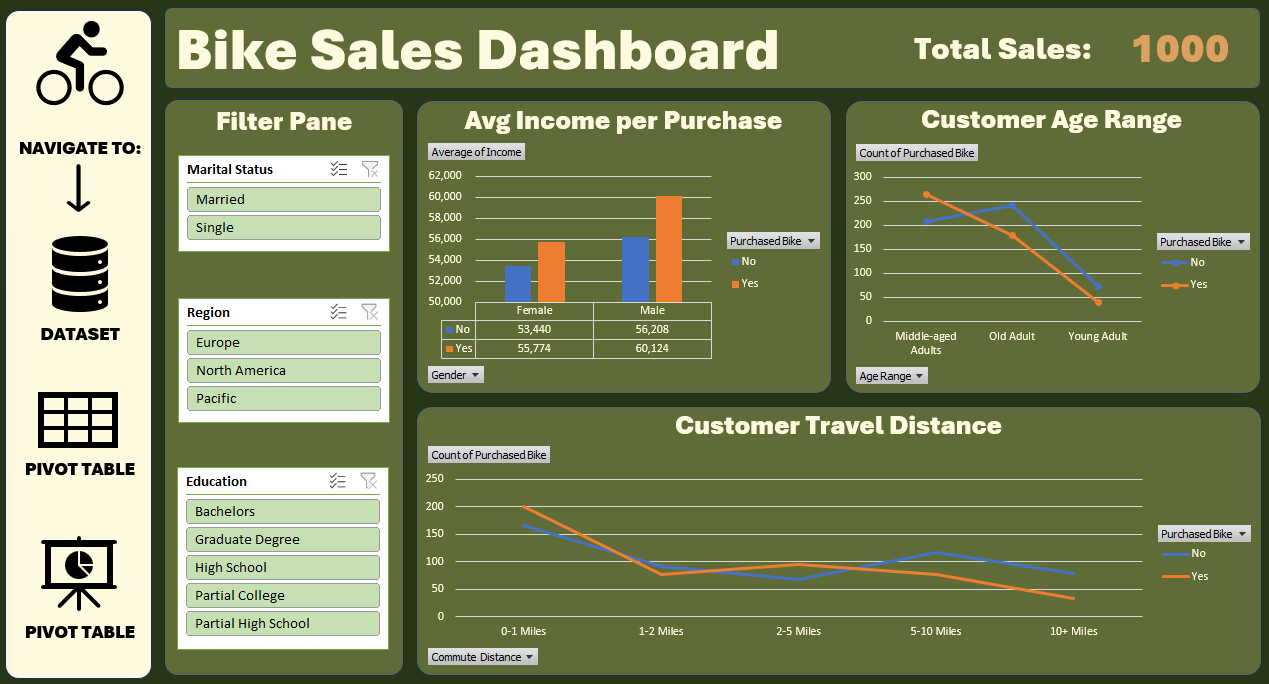 Bike Sales Dashboard
Total Sales: 1000
NAVIGATE TO:
DATASET
PIVOT TABLE
PIVOT TABLE
Filter Pane
Marital Status
Married
Single
Region
Europe
North America
Pacific
Education
Bachelors
Graduate Degree
High School
Partial College
Partial High School
Avg Income per Purchase
Average of Income
62,000
60,000
58,000
56,000
54,000
52,000
50,000
Female Male
No 53,440 56,208
Yes 55,774 60,124
Purchased Bike
No
Yes
Gender
Customer Age Range
Count of Purchased Bike
300
250
200
150
100
50
0
Middle-aged Old Adult Young Adult
Adults
Purchased Bike
No
Yes
Age Range
Customer Travel Distance
Count of Purchased Bike
250
200
150
100
50
0
0-1 Miles 1-2 Miles 2-5 Miles 5-10 Miles 10+ Miles
Purchased Bike
No
Yes
Commute Distance